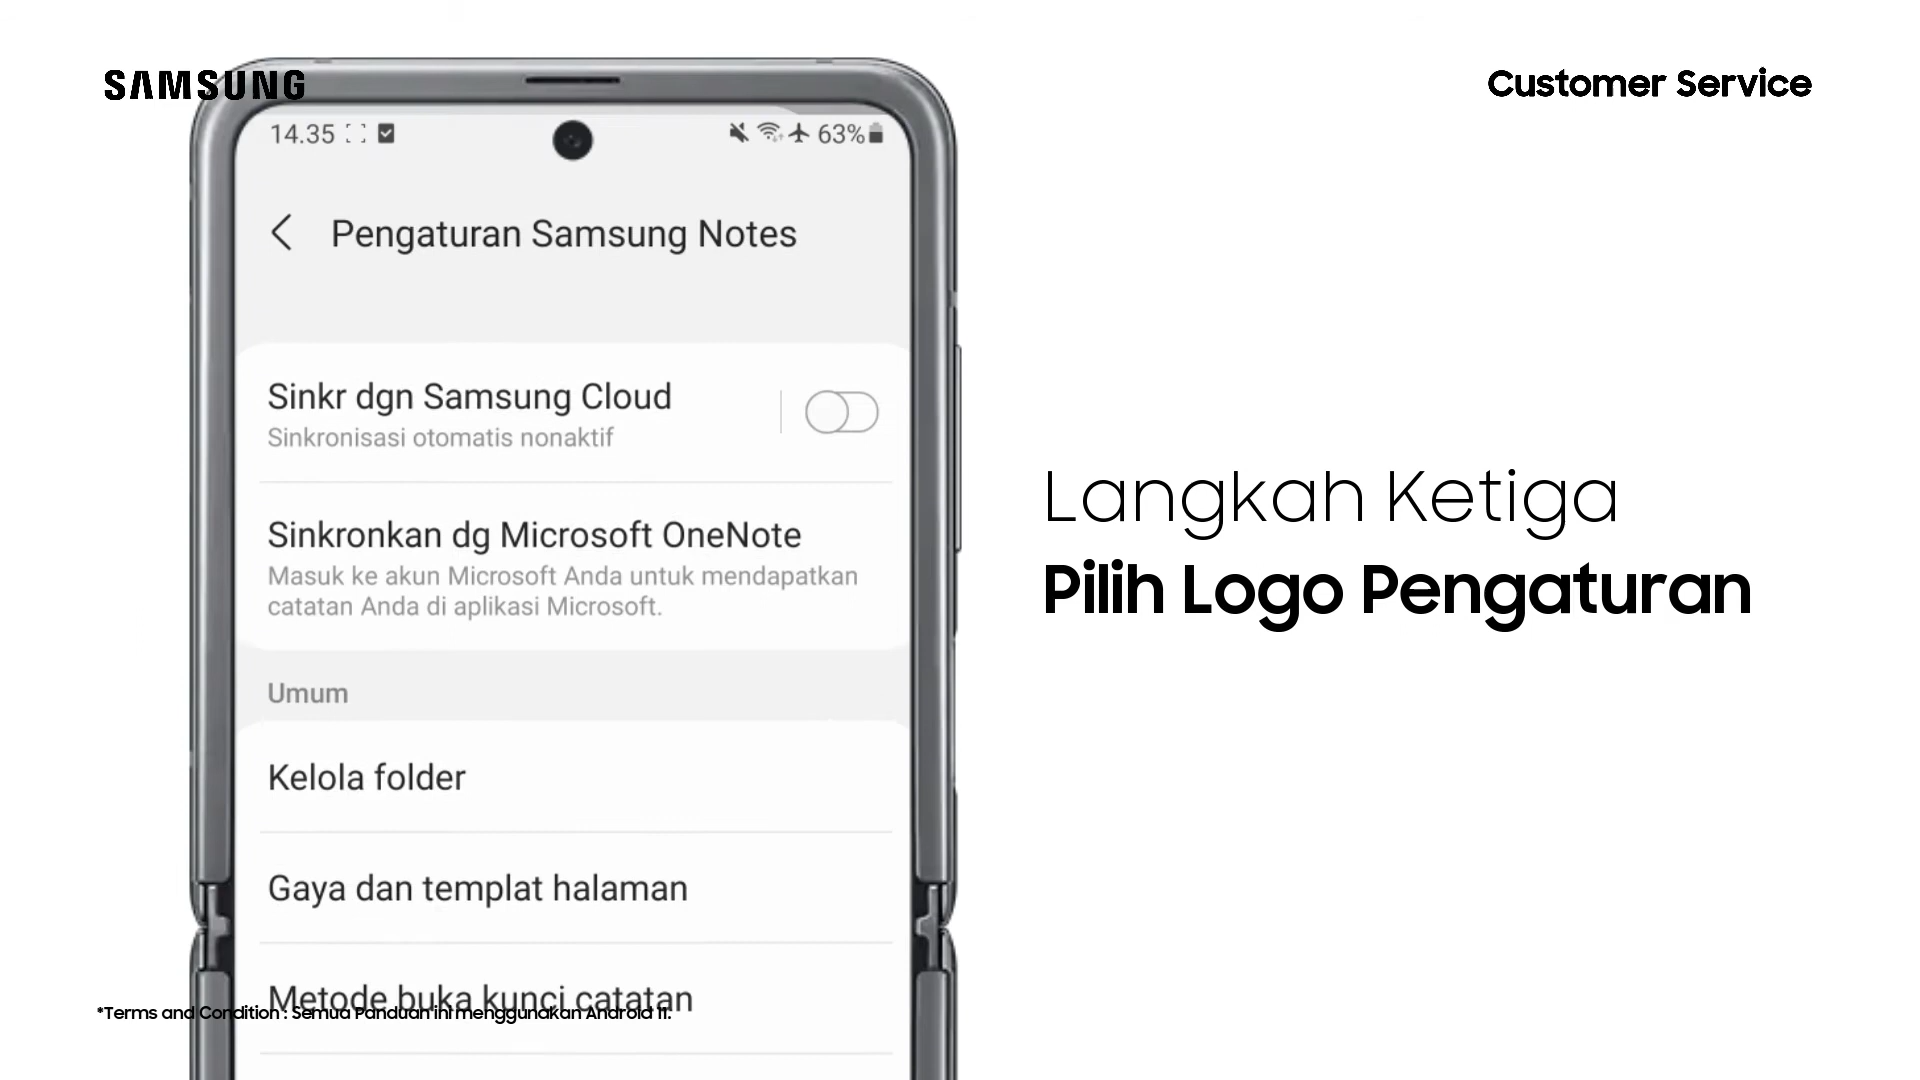 SAMSUNG
Customer Service
14.35
63%
Pengaturan Samsung Notes
Sinkr dgn Samsung Cloud
Sinkronisasi otomatis nonaktif
Sinkronkan dg Microsoft OneNote
Masuk ke akun Microsoft Anda untuk mendapatkan
catatan Anda di aplikasi Microsoft.
Umum
Kelola folder
Gaya dan templat halaman
Metode buka kunci catatan
Langkah Ketiga
Pilih Logo Pengaturan
*Terms and Condition : Semua Panduan ini menggunakan Android 11.